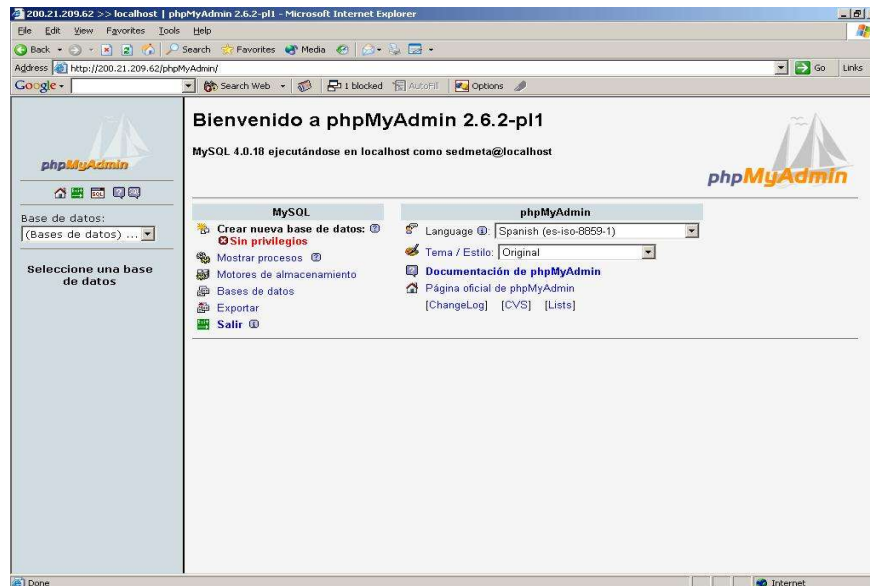 200.21.209.62 >> localhost | phpMyAdmin 2.6.2-pl1 - Microsoft Internet Explorer
File Edit View Favorites Tools Help
Back Search Favorites Media
Address http://200.21.209.62/phpMyAdmin/ Go Links
Google Search Web 1 blocked AutoFill Options
phpMyAdmin
Base de datos:
(Bases de datos) ...
Seleccione una base
de datos
Bienvenido a phpMyAdmin 2.6.2-pl1
MySQL 4.0.18 ejecutándose en localhost como sedmeta@localhost
phpMyAdmin
MySQL
Crear nueva base de datos:
Sin privilegios
Mostrar procesos
Motores de almacenamiento
Bases de datos
Exportar
Salir
phpMyAdmin
Language : Spanish (es-iso-8859-1)
Tema / Estilo: Original
Documentación de phpMyAdmin
Página oficial de phpMyAdmin
[ChangeLog] [CVS] [Lists]
Done Internet